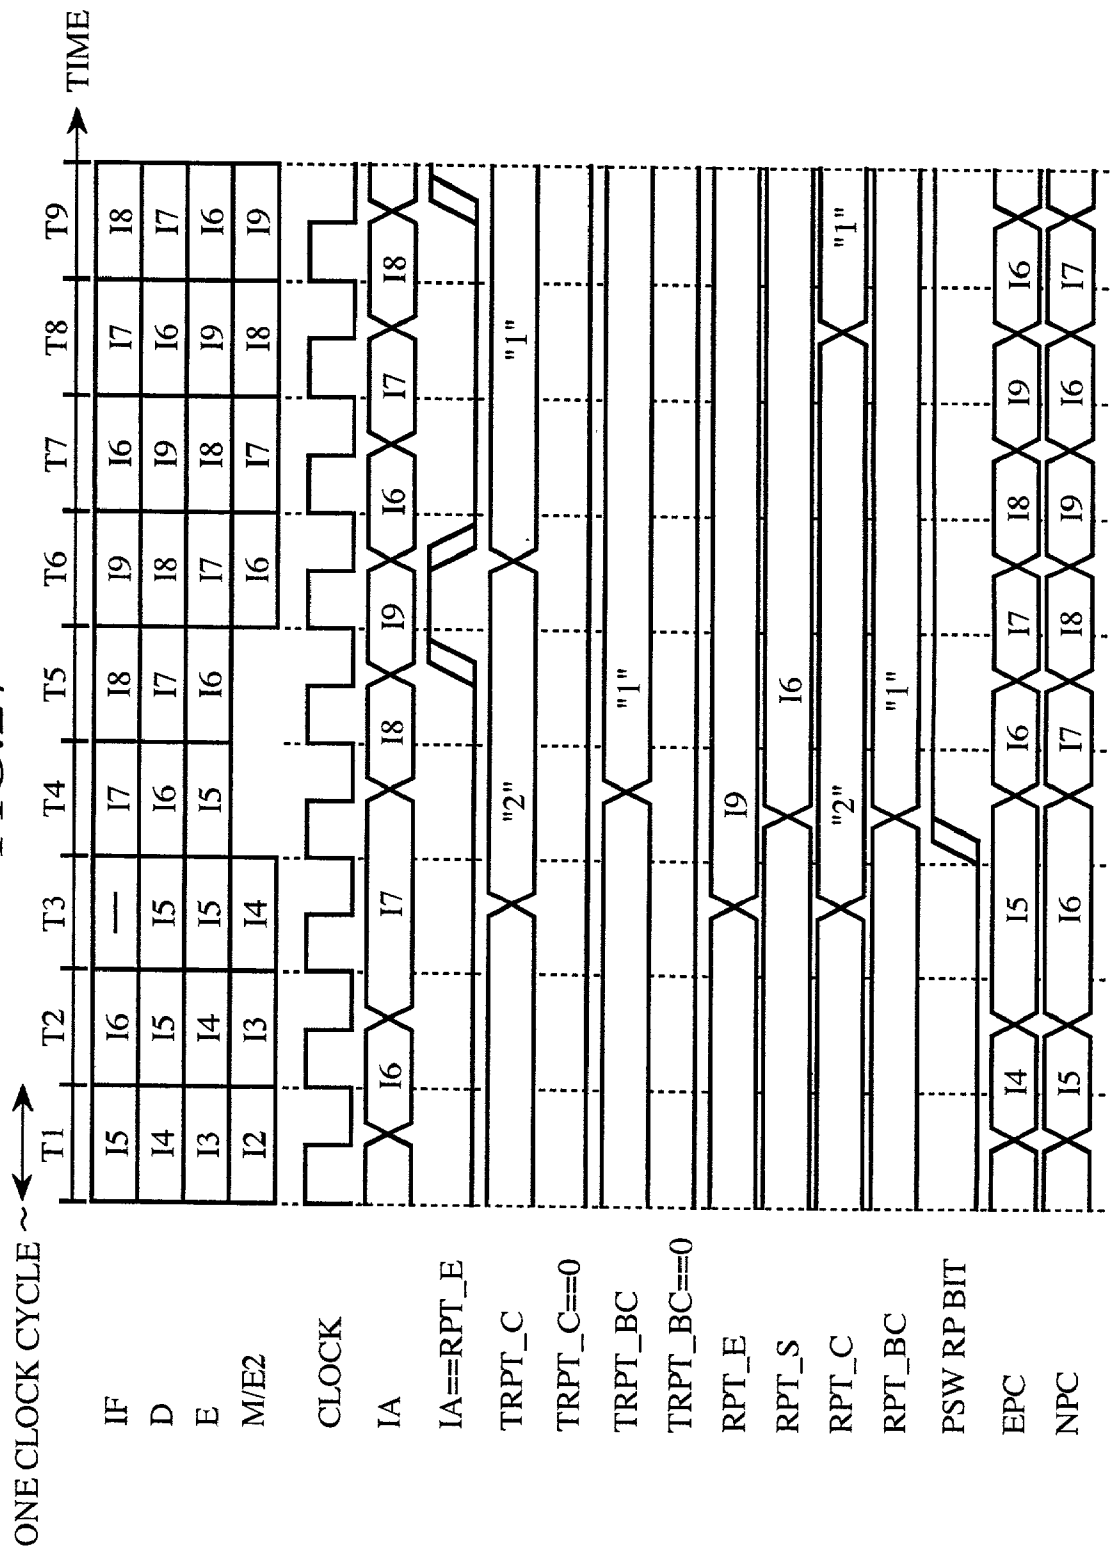 ONE CLOCK CYCLE ~
TIME
T1 T2 T3 T4 T5 T6 T7 T8 T9
IF I5 I6 — I7 I8 I9 I6 I7 I8
D I4 I5 I5 I6 I7 I8 I9 I6 I7
E I3 I4 I5 I5 I6 I7 I8 I9 I6
M/E2 I2 I3 I4 I6 I7 I8 I9
CLOCK
IA I6 I7 I8 I9 I6 I7 I8
IA==RPT_E
TRPT_C "2" "1"
TRPT_C==0
TRPT_BC "1"
TRPT_BC==0
RPT_E I9
RPT_S I6
RPT_C "2" "1"
RPT_BC "1"
PSW RP BIT
EPC I4 I5 I6 I7 I8 I9 I6
NPC I5 I6 I7 I8 I9 I6 I7